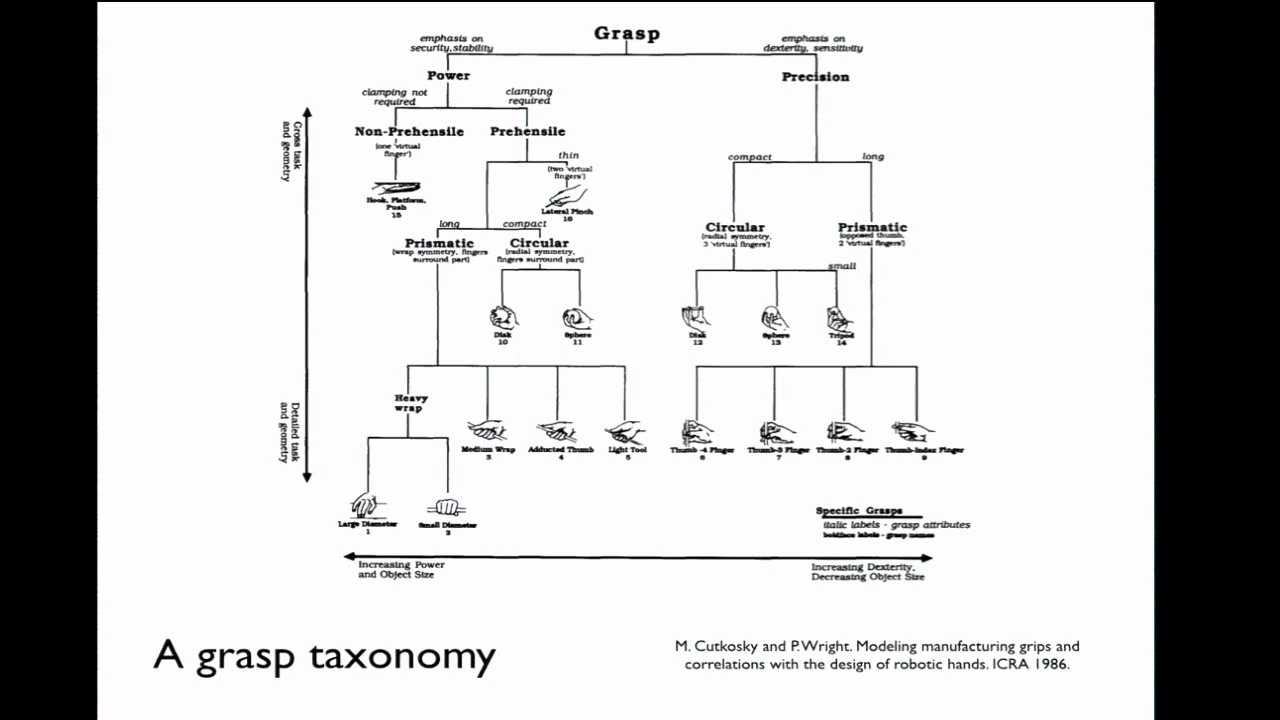 Grasp
emphasis on
security, stability
emphasis on
dexterity, sensitivity
Power
Precision
clamping not
required
clamping
required
Non-Prehensile
(one 'virtual
finger')
Prehensile
thin
(two 'virtual
fingers')
compact
long
Hook, Platform,
Push
15
Lateral Pinch
16
long
compact
Prismatic
(wrap symmetry, fingers
surround part)
Circular
(radial symmetry,
fingers surround part)
Circular
(radial symmetry,
3 'virtual fingers')
Prismatic
(opposed thumb,
2 'virtual fingers')
small
Disk
10
Sphere
11
Disk
12
Sphere
13
Tripod
14
Heavy
wrap
Medium Wrap
3
Adducted Thumb
4
Light Tool
5
Thumb-4 Finger
6
Thumb-3 Finger
7
Thumb-2 Finger
8
Thumb-Index Finger
9
Large Diameter
1
Small Diameter
2
Gross task
and geometry
Detailed task
and geometry
Specific Grasps
italic labels - grasp attributes
boldface labels - grasp names
Increasing Power
and Object Size
Increasing Dexterity,
Decreasing Object Size
A grasp taxonomy
M. Cutkosky and P. Wright. Modeling manufacturing grips and
correlations with the design of robotic hands. ICRA 1986.